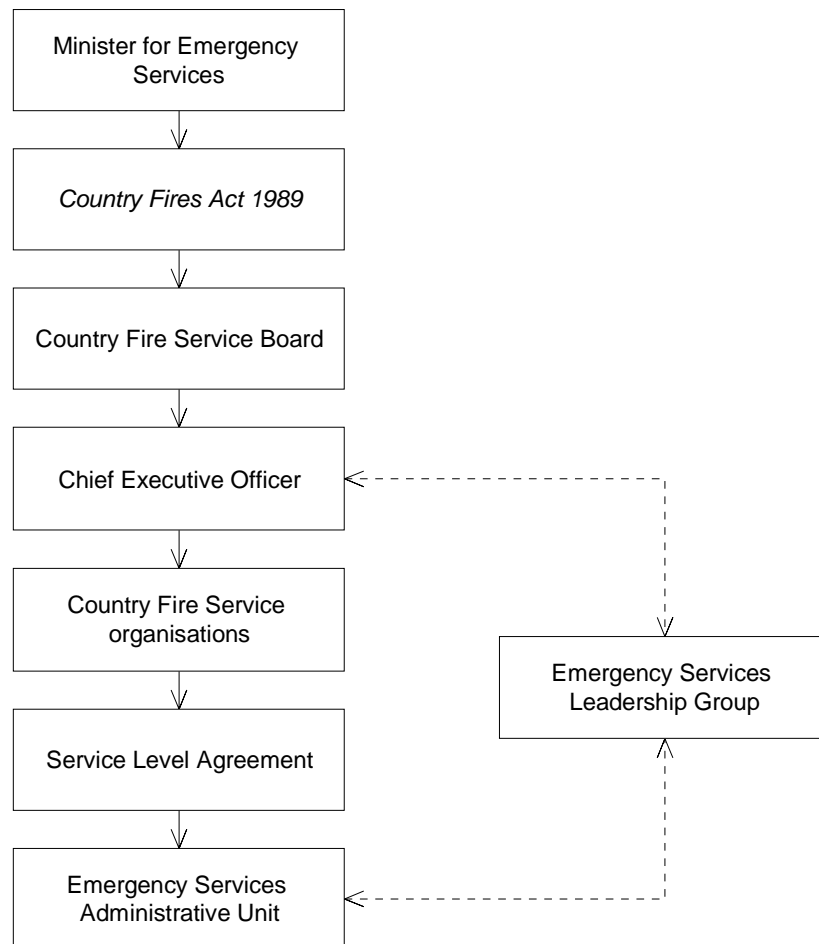 Minister for Emergency
Services
Country Fires Act 1989
Country Fire Service Board
Chief Executive Officer
Country Fire Service
organisations
Emergency Services
Leadership Group
Service Level Agreement
Emergency Services
Administrative Unit